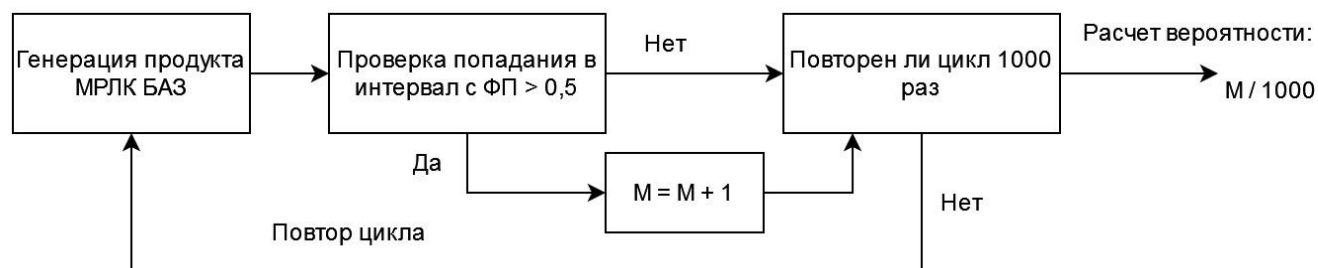 Генерация продукта
МРЛК БАЗ
Проверка попадания в
интервал с ФП > 0,5
Нет
Повторен ли цикл 1000
раз
Расчет вероятности:
М / 1000
Да
М = М + 1
Нет
Повтор цикла